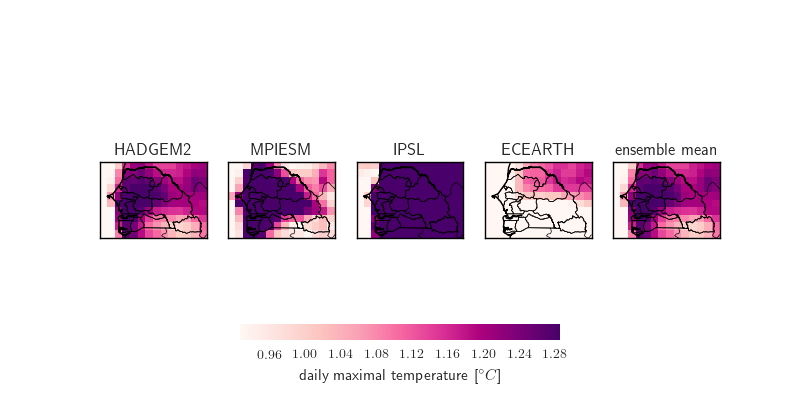 HADGEM2 MPIESM IPSL ECEARTH ensemble mean
0.96 1.00 1.04 1.08 1.12 1.16 1.20 1.24 1.28
daily maximal temperature [°C]